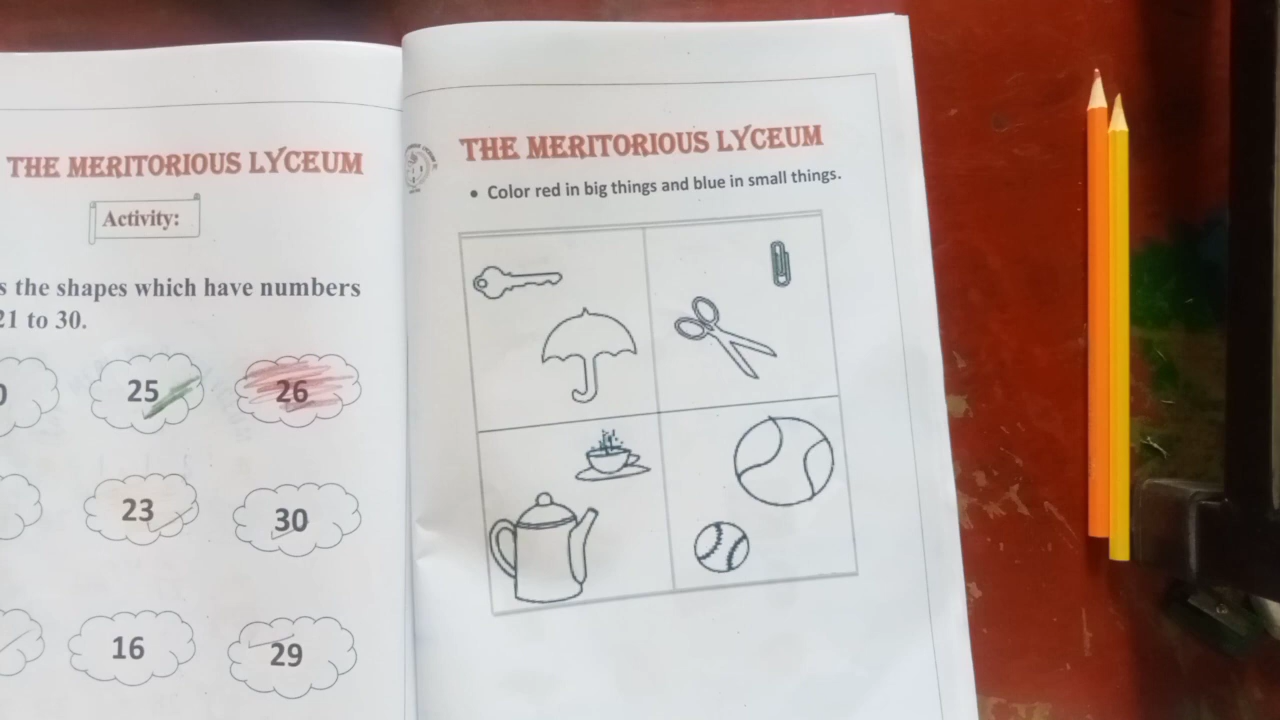 THE MERITORIOUS LYCEUM
Activity:
s the shapes which have numbers
21 to 30.
25
26
23
30
16
29
THE MERITORIOUS LYCEUM
• Color red in big things and blue in small things.